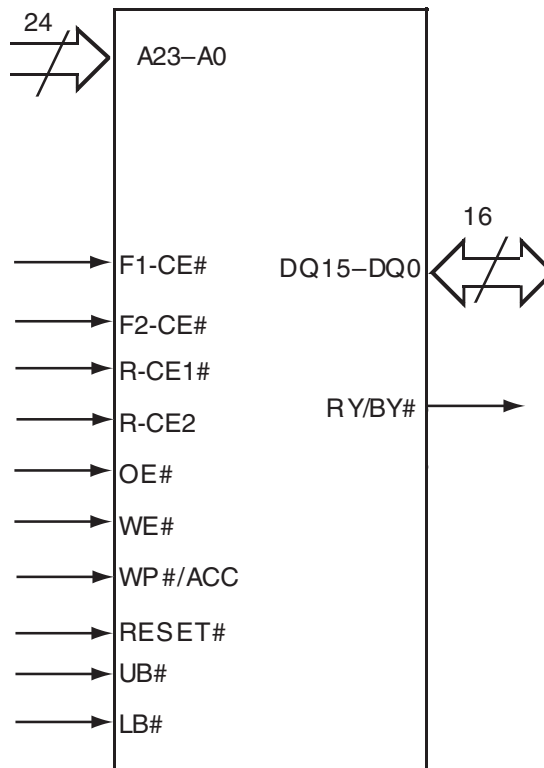 24
A23–A0
16
F1-CE#
DQ15–DQ0
F2-CE#
R-CE1#
RY/BY#
R-CE2
OE#
WE#
WP#/ACC
RESET#
UB#
LB#